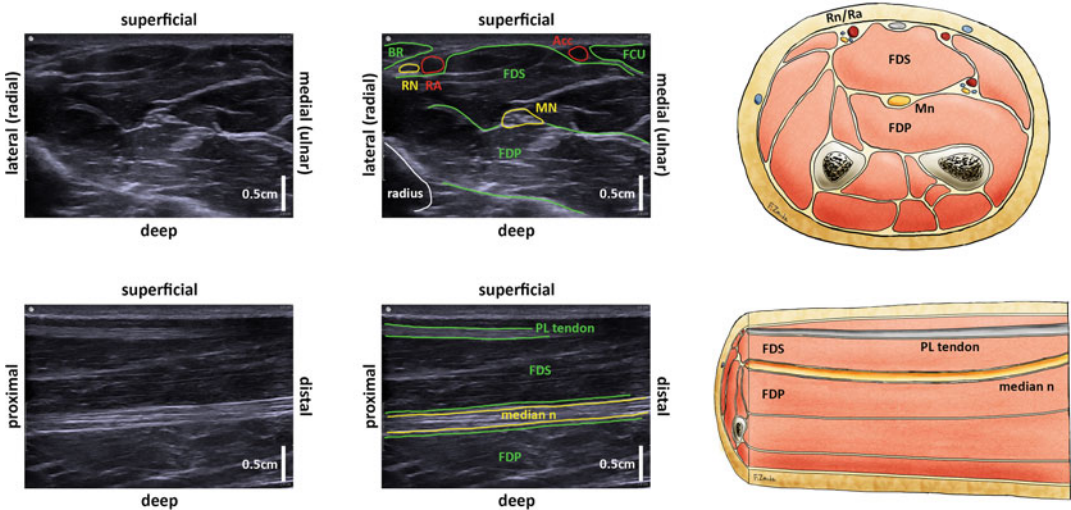 superficial
lateral (radial)
0.5cm
medial (ulnar)
deep
superficial
lateral (radial)
BR
RN
RA
FDS
Acc
FCU
MN
FDP
radius
0.5cm
medial (ulnar)
deep
Rn/Ra
FDS
Mn
FDP
superficial
proximal
0.5cm
distal
deep
superficial
proximal
PL tendon
FDS
median n
FDP
0.5cm
distal
deep
FDS
PL tendon
FDP
median n